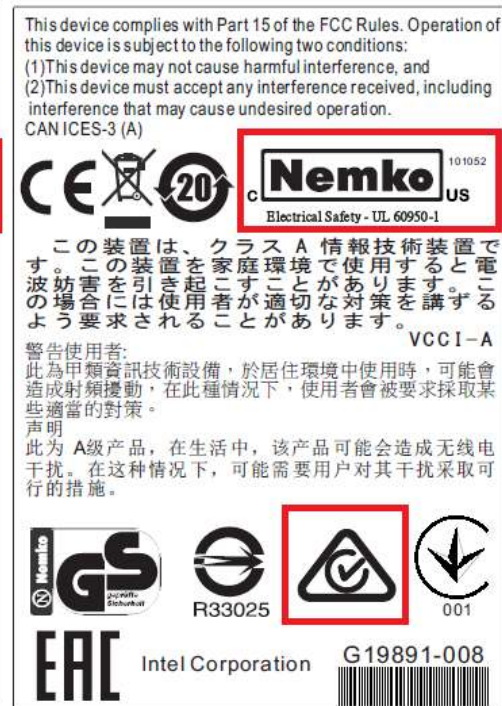 This device complies with Part 15 of the FCC Rules. Operation of
this device is subject to the following two conditions:
(1)This device may not cause harmful interference, and
(2)This device must accept any interference received, including
interference that may cause undesired operation.
CAN ICES-3 (A)
CE 20 C Nemko 101052 US
Electrical Safety - UL 60950-1
この装置は、クラス A 情報技術装置で
す。この装置を家庭環境で使用すると電
波妨害を引き起こすことがあります。こ
の場合には使用者が適切な対策を講ずる
よう要求されることがあります。
VCCI-A
警告使用者:
此為甲類資訊技術設備，於居住環境中使用時，可能會
造成射頻擾動，在此種情況下，使用者會被要求採取某
些適當的對策。
声明
此为 A级产品，在生活中，该产品可能会造成无线电
干扰。在这种情况下，可能需要用户对其干扰采取可
行的措施。
N Nemko GS geprüfte Sicherheit
R33025
001
EAC Intel Corporation G19891-008